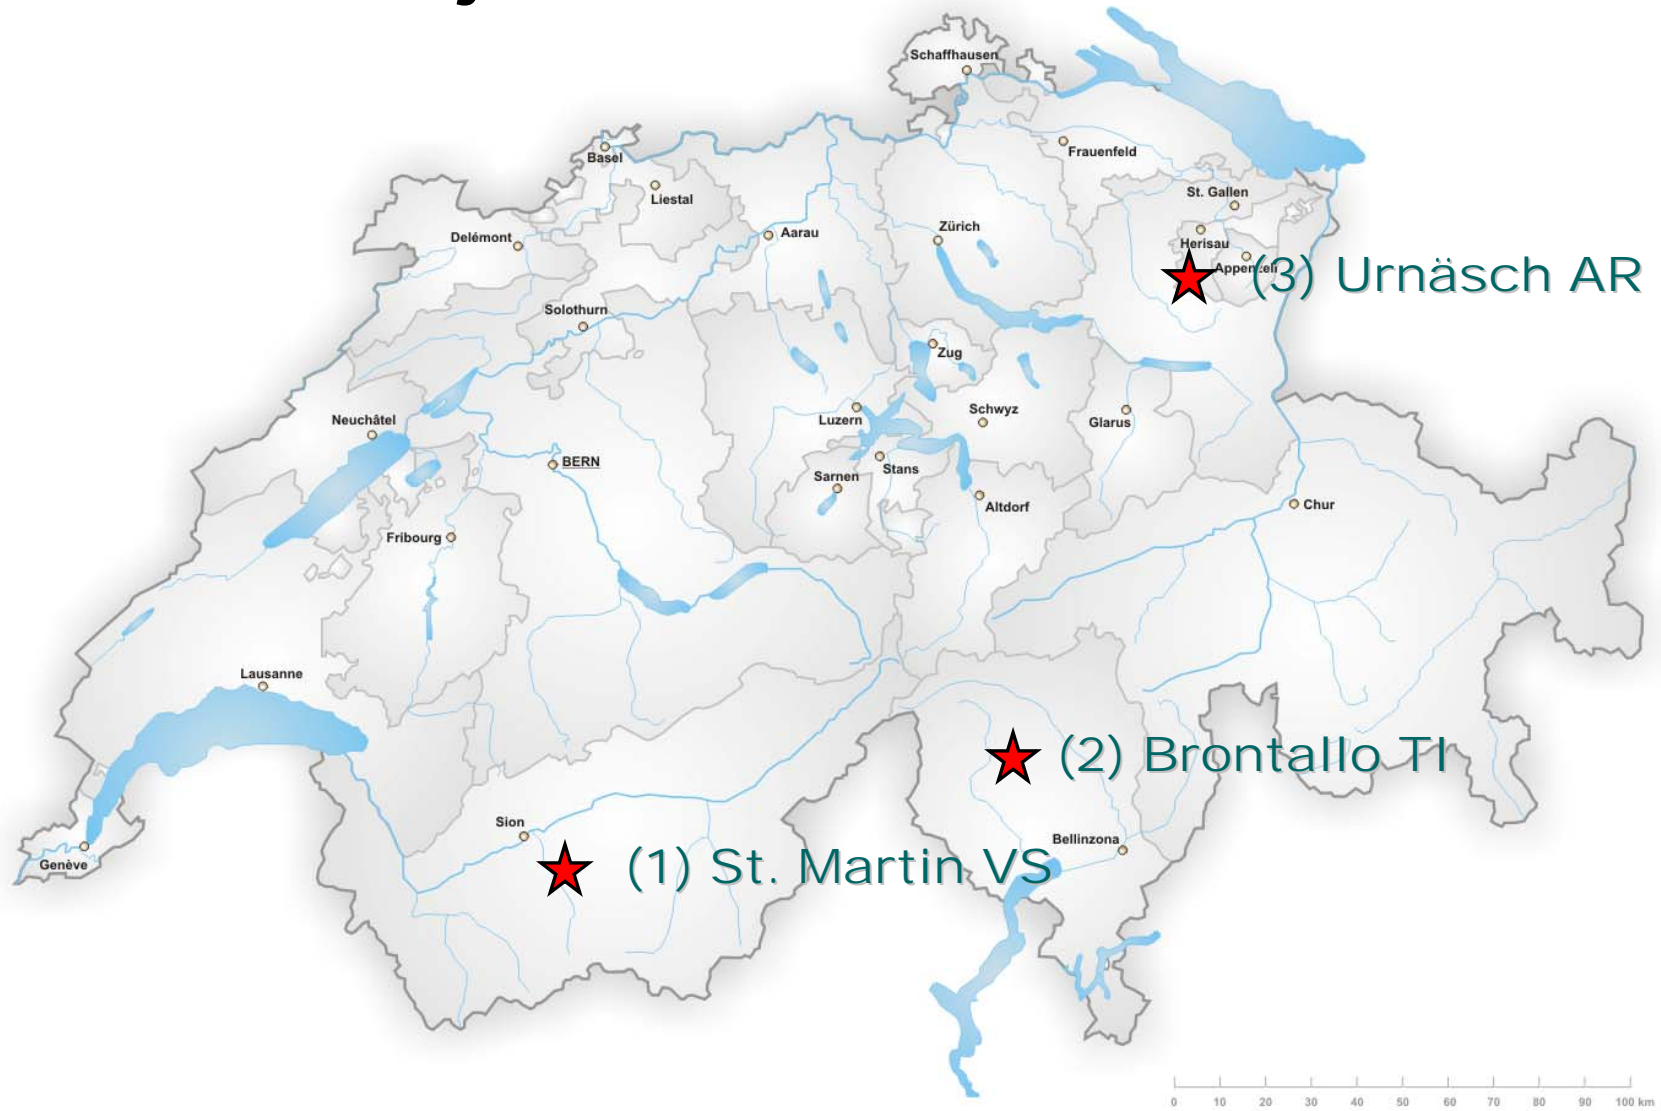 Schaffhausen
Basel
Frauenfeld
Liestal
St. Gallen
Delémont
Aarau
Zürich
Herisau
Appenzell
(3) Urnäsch AR
Solothurn
Zug
Neuchâtel
Luzern
Schwyz
Glarus
BERN
Sarnen
Stans
Altdorf
Chur
Fribourg
Lausanne
(2) Brontallo TI
Sion
Bellinzona
Genève
(1) St. Martin VS
0 10 20 30 40 50 60 70 80 90 100 km